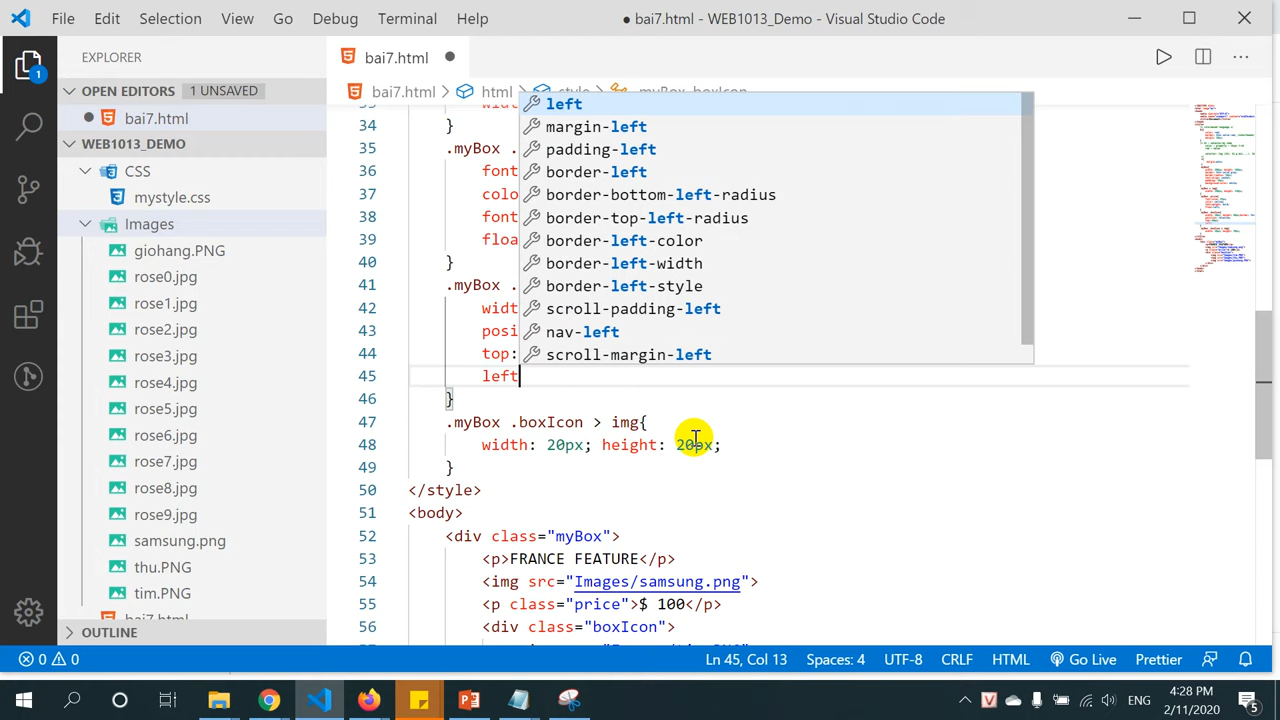 File Edit Selection View Go Debug Terminal Help
● bai7.html - WEB1013_Demo - Visual Studio Code
EXPLORER
OPEN EDITORS 1 UNSAVED
bai7.html
WEB1013_DEMO
CSS
mystyle.css
Images
giohang.PNG
rose0.jpg
rose1.jpg
rose2.jpg
rose3.jpg
rose4.jpg
rose5.jpg
rose6.jpg
rose7.jpg
rose8.jpg
rose9.jpg
samsung.png
thu.PNG
tim.PNG
bai7.html
OUTLINE
1
bai7.html
bai7.html > html > style > .myBox .boxIcon
33 widt
34 }
35 .myBox
36 font
37 colo
38 font
39 floa
40 }
41 .myBox .
42 widt
43 posi
44 top:
45 left
46 }
47 .myBox .boxIcon > img{
48 width: 20px; height: 20px;
49 }
50 </style>
51 <body>
52 <div class="myBox">
53 <p>FRANCE FEATURE</p>
54 <img src="Images/samsung.png">
55 <p class="price">$ 100</p>
56 <div class="boxIcon">
left
margin-left
padding-left
border-left
border-bottom-left-radius
border-top-left-radius
border-left-color
border-left-width
border-left-style
scroll-padding-left
nav-left
scroll-margin-left
0 0 Ln 45, Col 13 Spaces: 4 UTF-8 CRLF HTML Go Live Prettier
ENG
4:28 PM
2/11/2020
5